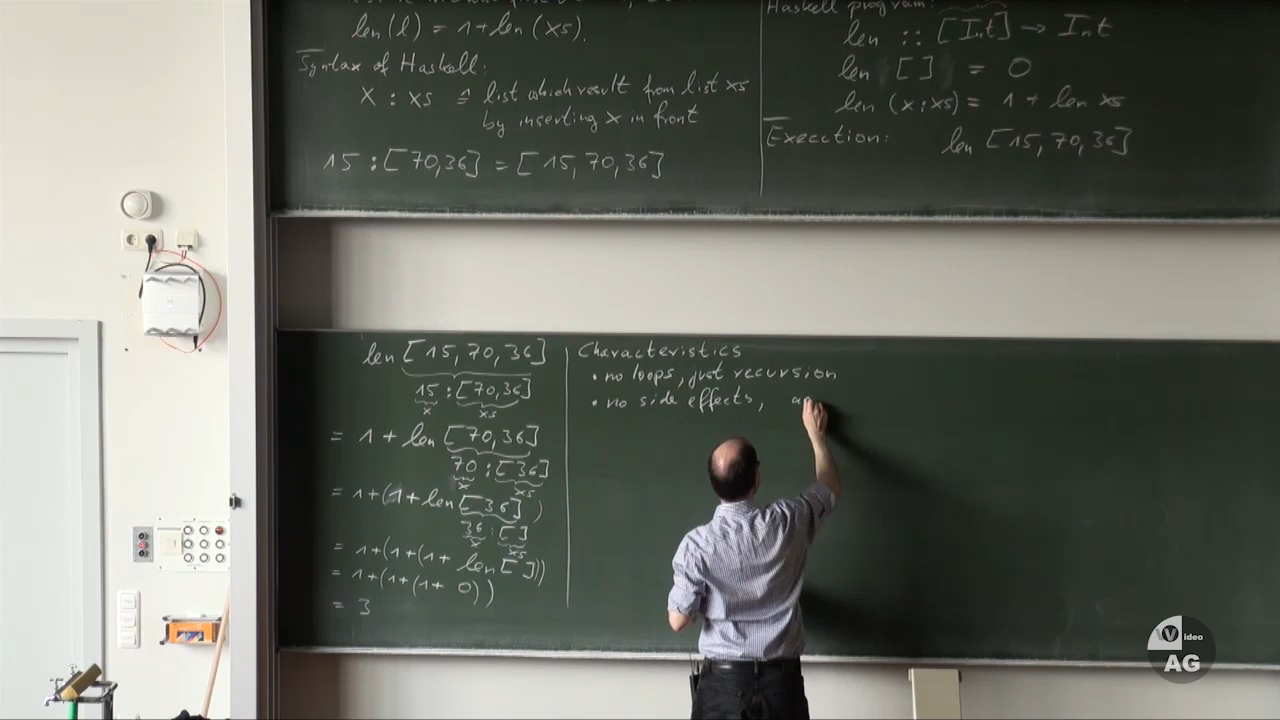 len(l) = 1+len (xs).
Syntax of Haskell:
X : xs ≙ list which result from list xs
by inserting x in front
15 : [70,36] = [15,70,36]
Haskell program:
len :: [Int] → Int
len [ ] = 0
len (x:xs) = 1 + len xs
Execution: len [15,70,36]
len [15,70,36]
15 : [70,36]
x xs
= 1 + len [70,36]
70 : [36]
x xs
= 1+(1+len [36])
36 : [ ]
x xs
= 1+(1+(1+ len [ ]))
= 1+(1+(1+ 0))
= 3
Characteristics
• no loops, just recursion
• no side effects,
Video
AG